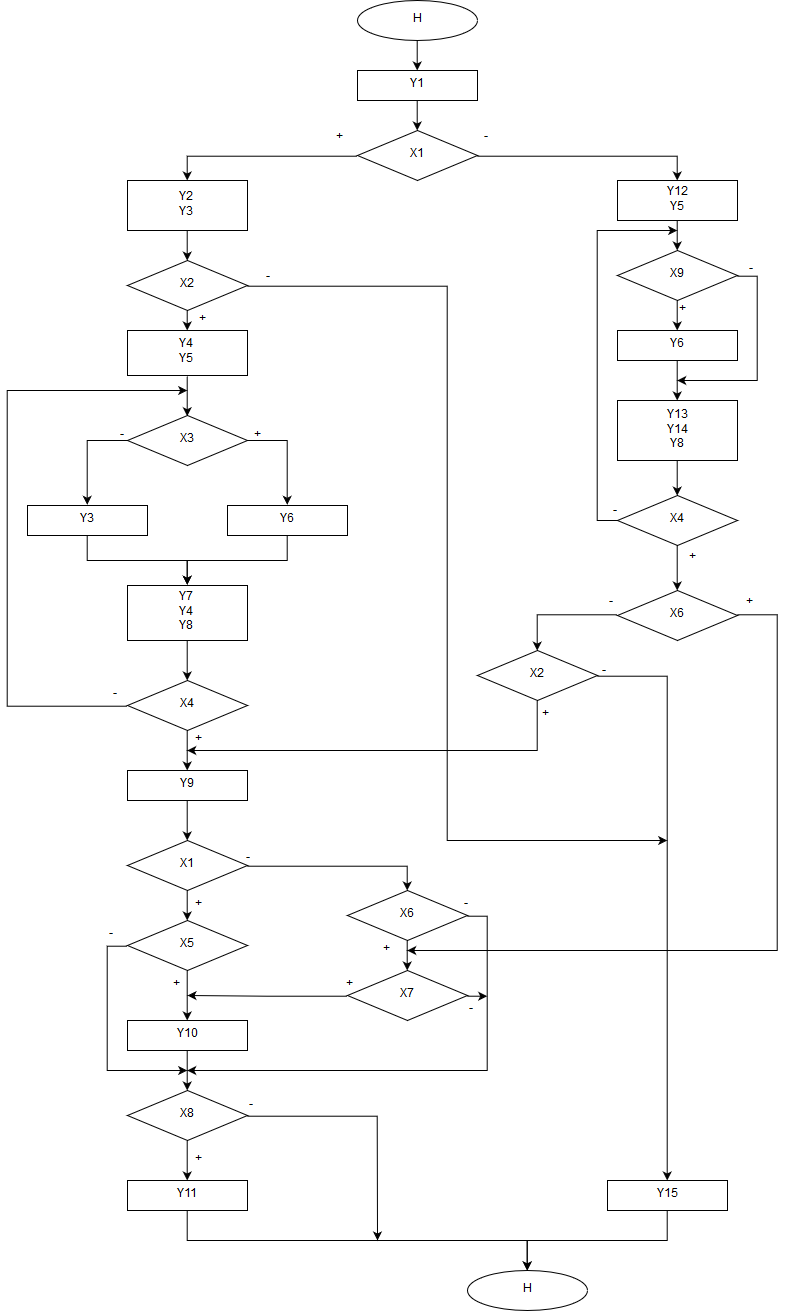 H
Y1
+
-
X1
Y2
Y3
Y12
Y5
X2
-
+
X9
-
+
Y4
Y5
Y6
X3
-
+
Y13
Y14
Y8
Y3
Y6
X4
-
+
Y7
Y4
Y8
X6
-
+
X2
-
+
X4
-
+
Y9
X1
-
+
X6
-
+
X5
-
+
X7
+
-
Y10
X8
-
+
Y11
Y15
H